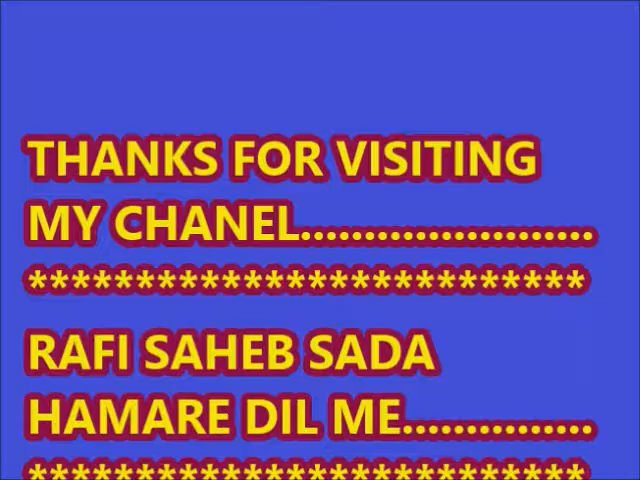 THANKS FOR VISITING
MY CHANEL.......................
**************************
RAFI SAHEB SADA
HAMARE DIL ME...............
**************************